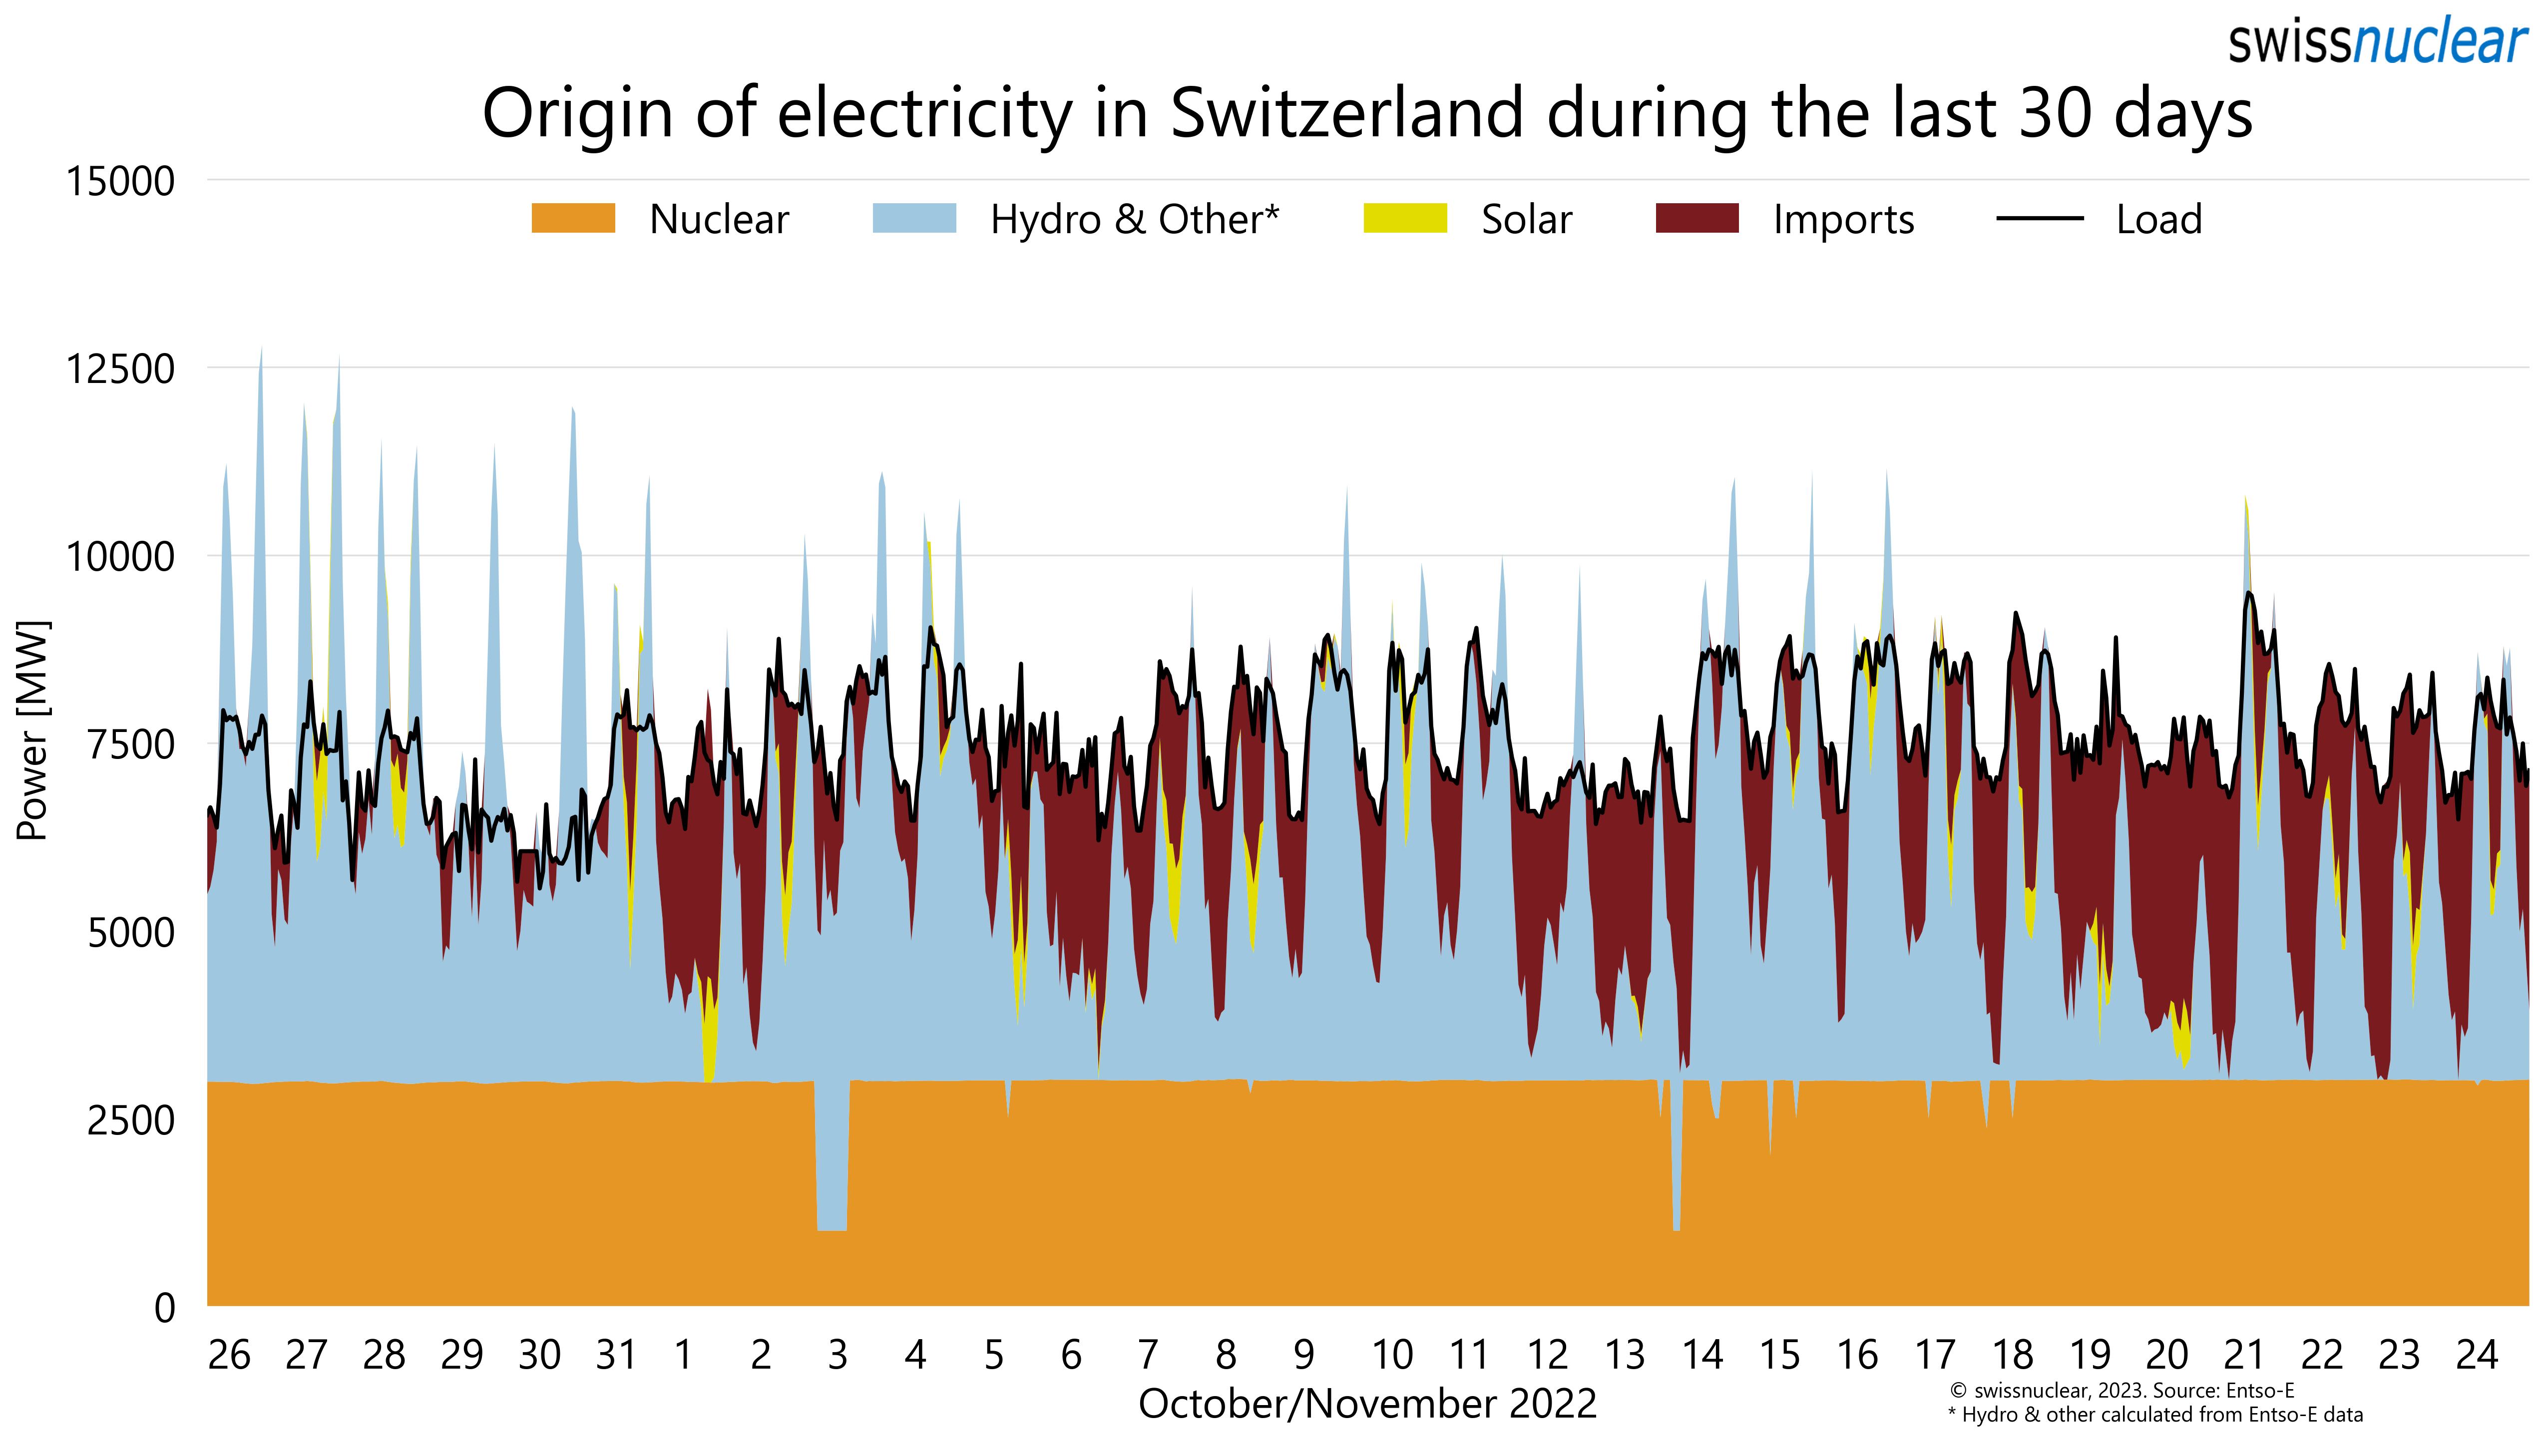 swissnuclear
Origin of electricity in Switzerland during the last 30 days
15000
Nuclear Hydro & Other* Solar Imports Load
12500
10000
7500
5000
2500
0
Power [MW]
26 27 28 29 30 31 1 2 3 4 5 6 7 8 9 10 11 12 13 14 15 16 17 18 19 20 21 22 23 24
October/November 2022
© swissnuclear, 2023. Source: Entso-E
* Hydro & other calculated from Entso-E data